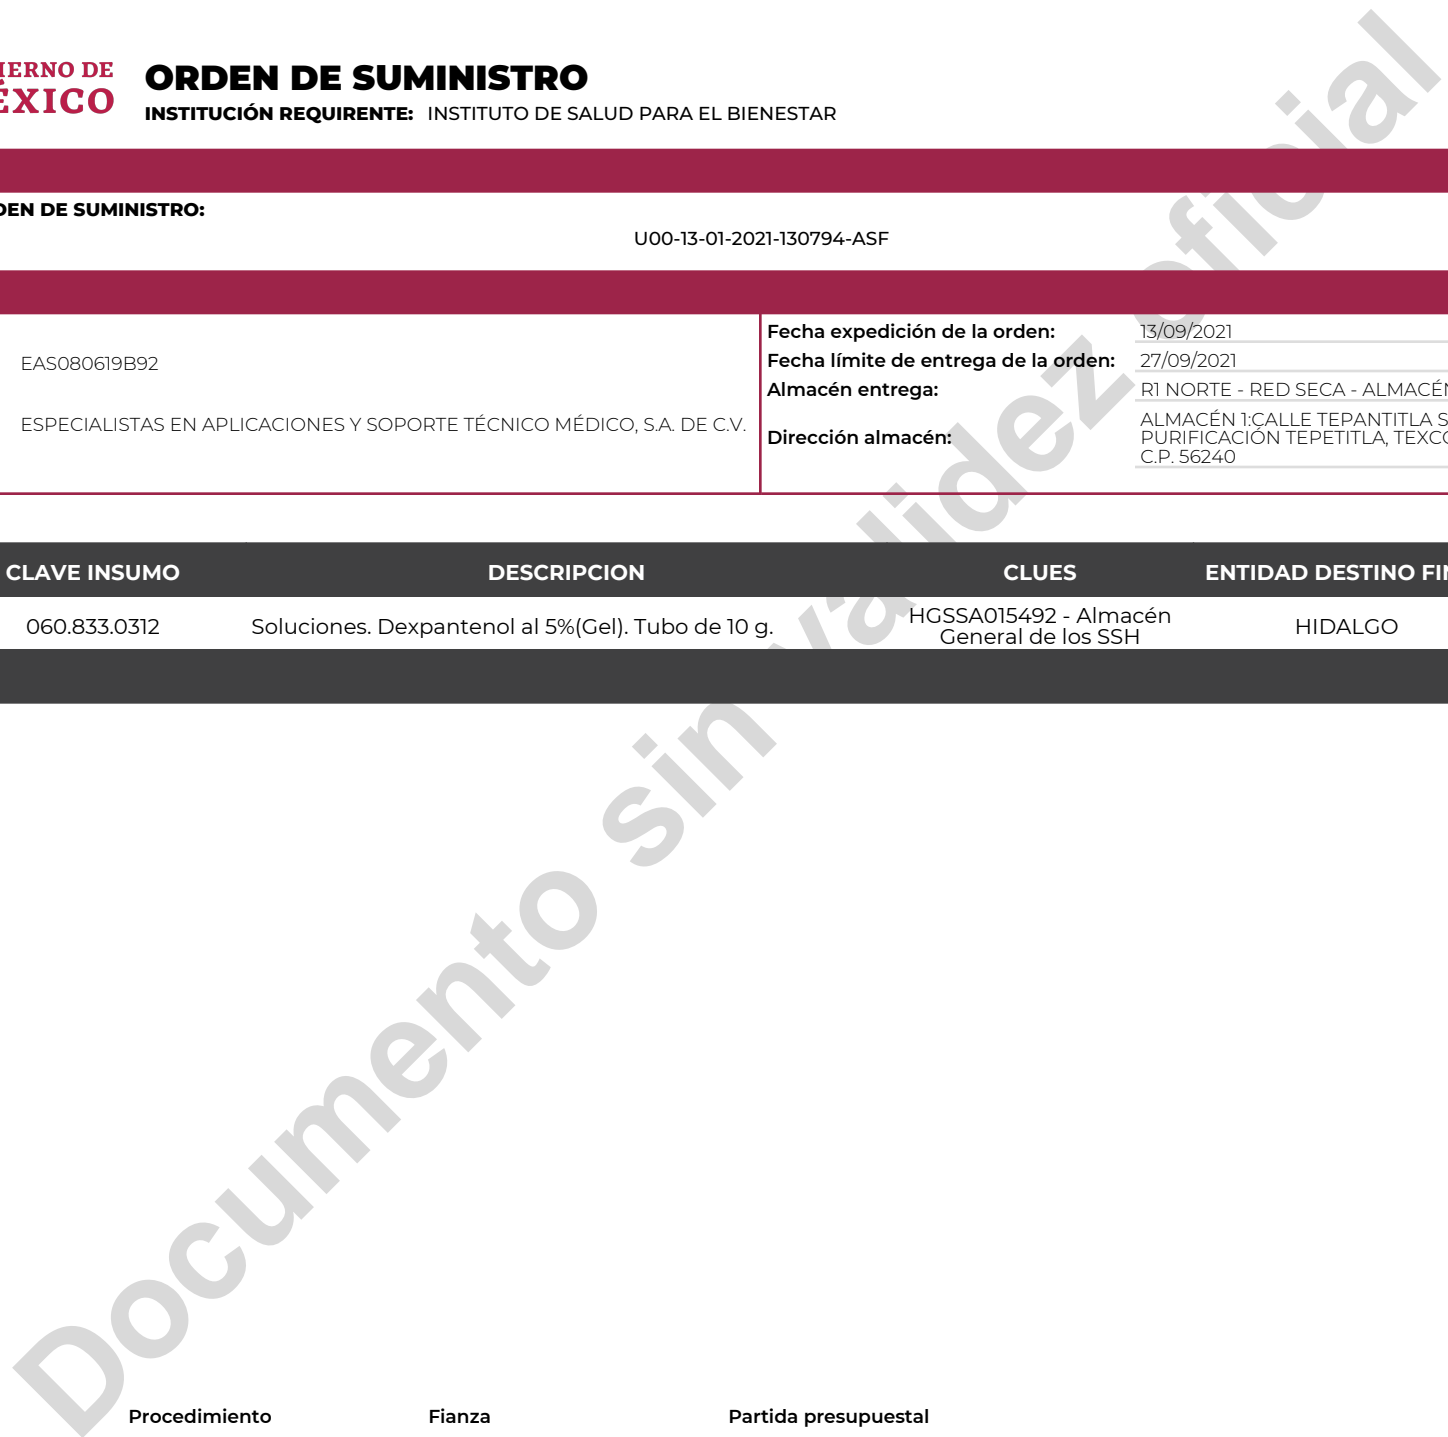 IERNO DE
ÉXICO
ORDEN DE SUMINISTRO
INSTITUCIÓN REQUIRENTE: INSTITUTO DE SALUD PARA EL BIENESTAR
DEN DE SUMINISTRO:
U00-13-01-2021-130794-ASF
EAS080619B92
ESPECIALISTAS EN APLICACIONES Y SOPORTE TÉCNICO MÉDICO, S.A. DE C.V.
Fecha expedición de la orden: 13/09/2021
Fecha límite de entrega de la orden: 27/09/2021
Almacén entrega: R1 NORTE - RED SECA - ALMACÉN
Dirección almacén: ALMACÉN 1:CALLE TEPANTITLA S
PURIFICACIÓN TEPETITLA, TEXCO
C.P. 56240
CLAVE INSUMO DESCRIPCION CLUES ENTIDAD DESTINO FIN
060.833.0312 Soluciones. Dexpantenol al 5%(Gel). Tubo de 10 g. HGSSA015492 - Almacén
General de los SSH HIDALGO
Documento sin validez oficial
Procedimiento Fianza Partida presupuestal